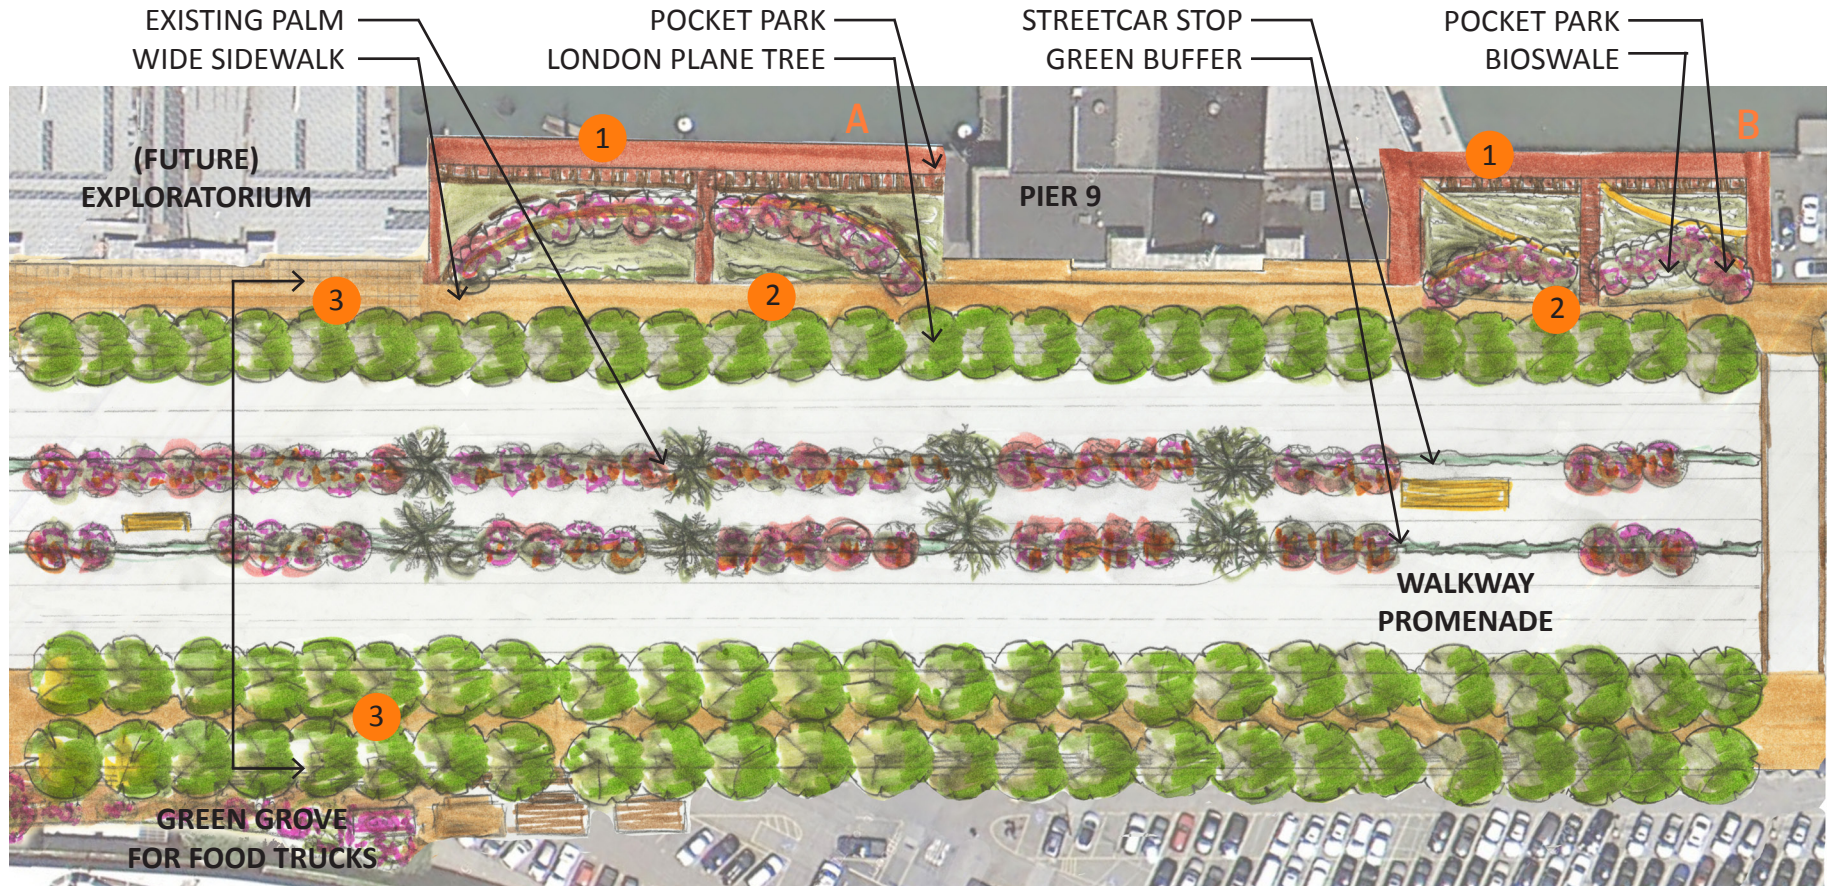 EXISTING PALM
WIDE SIDEWALK
POCKET PARK
LONDON PLANE TREE
STREETCAR STOP
GREEN BUFFER
POCKET PARK
BIOSWALE
A
B
1
1
(FUTURE)
EXPLORATORIUM
PIER 9
3
2
2
WALKWAY
PROMENADE
3
GREEN GROVE
FOR FOOD TRUCKS